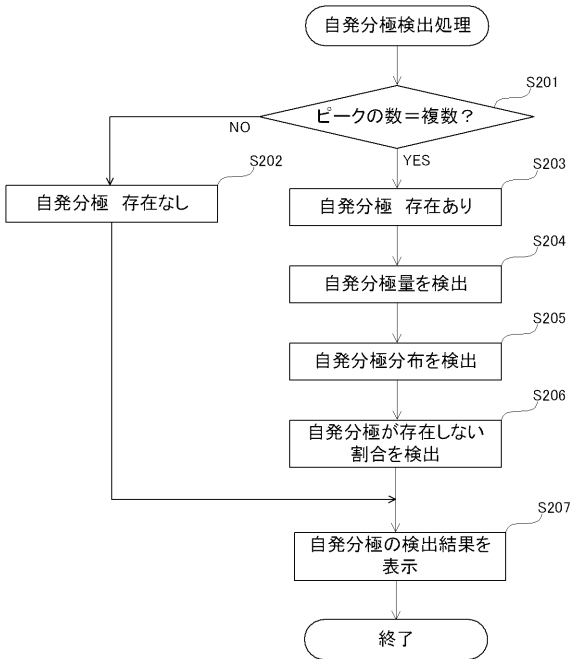 自発分極検出処理
S201
ピークの数＝複数？
NO
YES
S202
S203
自発分極　存在なし
自発分極　存在あり
S204
自発分極量を検出
S205
自発分極分布を検出
S206
自発分極が存在しない
割合を検出
S207
自発分極の検出結果を
表示
終了